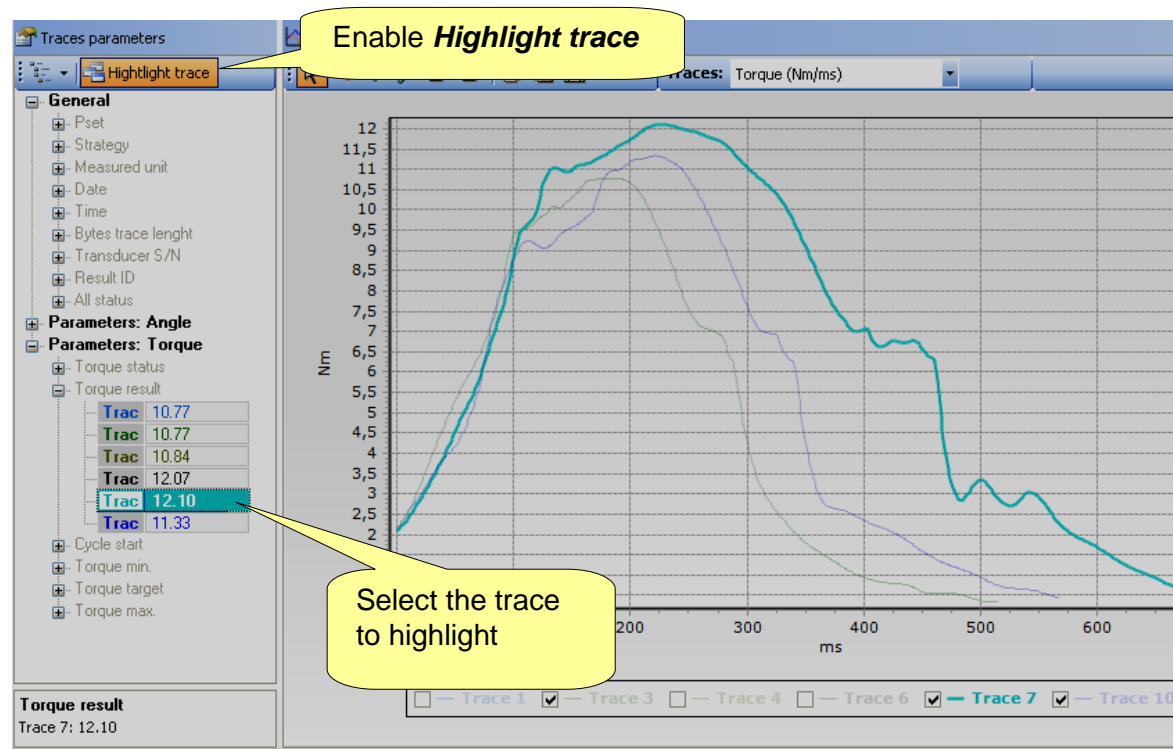 Traces parameters
Enable Highlight trace
Hightlight trace
Traces: Torque (Nm/ms)
General
Pset
Strategy
Measured unit
Date
Time
Bytes trace lenght
Transducer S/N
Result ID
All status
Parameters: Angle
Parameters: Torque
Torque status
Torque result
Trac 10.77
Trac 10.77
Trac 10.84
Trac 12.07
Trac 12.10
Trac 11.33
Cycle start
Torque min.
Torque target
Torque max.
Torque result
Trace 7: 12.10
12
11,5
11
10,5
10
9,5
9
8,5
8
7,5
7
6,5
6
5,5
5
4,5
4
3,5
3
2,5
2
Nm
Select the trace
to highlight
200 300 400 500 600
ms
Trace 1 Trace 3 Trace 4 Trace 6 Trace 7 Trace 10